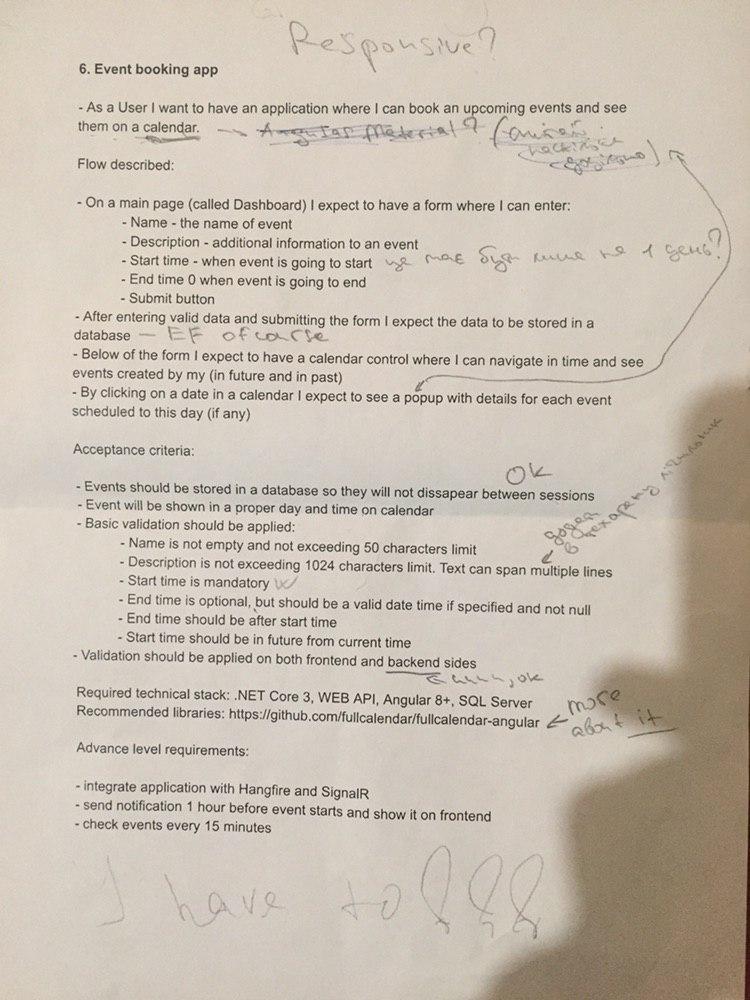 Responsive?
6. Event booking app
- As a User I want to have an application where I can book an upcoming events and see
them on a calendar. Angular Material?
Flow described:
- On a main page (called Dashboard) I expect to have a form where I can enter:
- Name - the name of event
- Description - additional information to an event
- Start time - when event is going to start це має бути лише на 1 день?
- End time 0 when event is going to end
- Submit button
- After entering valid data and submitting the form I expect the data to be stored in a
database — EF of course
- Below of the form I expect to have a calendar control where I can navigate in time and see
events created by my (in future and in past)
- By clicking on a date in a calendar I expect to see a popup with details for each event
scheduled to this day (if any)
Acceptance criteria:
OK
- Events should be stored in a database so they will not dissapear between sessions
- Event will be shown in a proper day and time on calendar
- Basic validation should be applied:
- Name is not empty and not exceeding 50 characters limit
- Description is not exceeding 1024 characters limit. Text can span multiple lines
- Start time is mandatory
- End time is optional, but should be a valid date time if specified and not null
- End time should be after start time
- Start time should be in future from current time
- Validation should be applied on both frontend and backend sides
ok
Required technical stack: .NET Core 3, WEB API, Angular 8+, SQL Server
Recommended libraries: https://github.com/fullcalendar/fullcalendar-angular ← more
about it
Advance level requirements:
- integrate application with Hangfire and SignalR
- send notification 1 hour before event starts and show it on frontend
- check events every 15 minutes
I have to